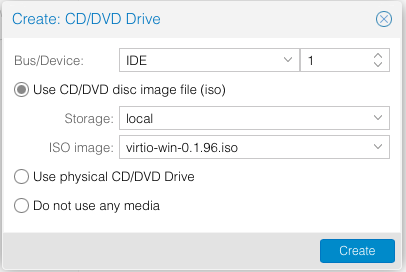 Create: CD/DVD Drive
Bus/Device: IDE 1
Use CD/DVD disc image file (iso)
Storage: local
ISO image: virtio-win-0.1.96.iso
Use physical CD/DVD Drive
Do not use any media
Create